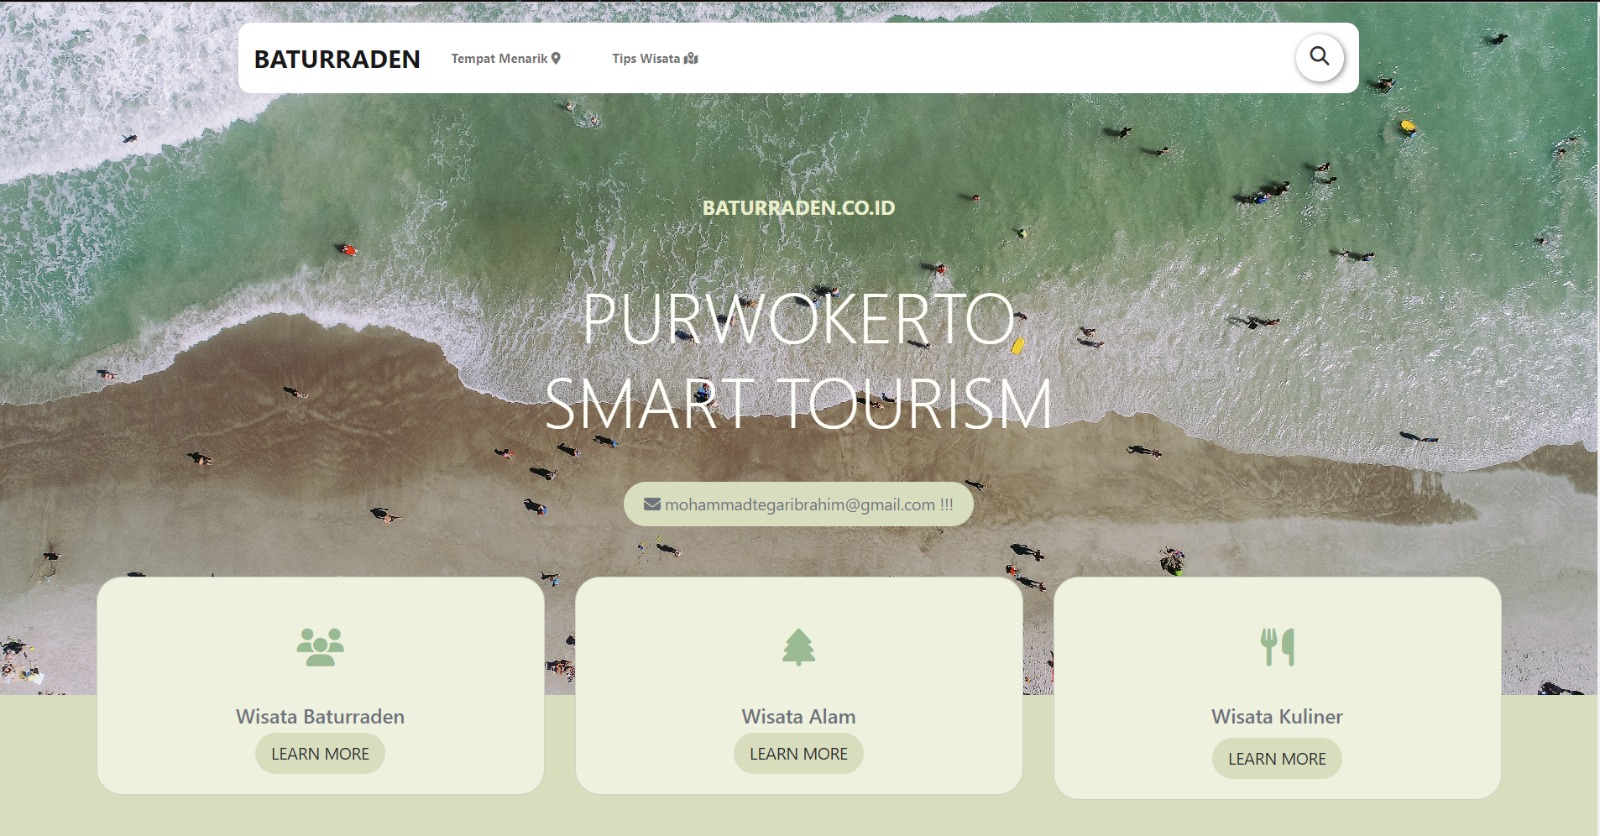 BATURRADEN
Tempat Menarik
Tips Wisata
BATURRADEN.CO.ID
PURWOKERTO
SMART TOURISM
mohammadtegaribrahim@gmail.com !!!
Wisata Baturraden
LEARN MORE
Wisata Alam
LEARN MORE
Wisata Kuliner
LEARN MORE